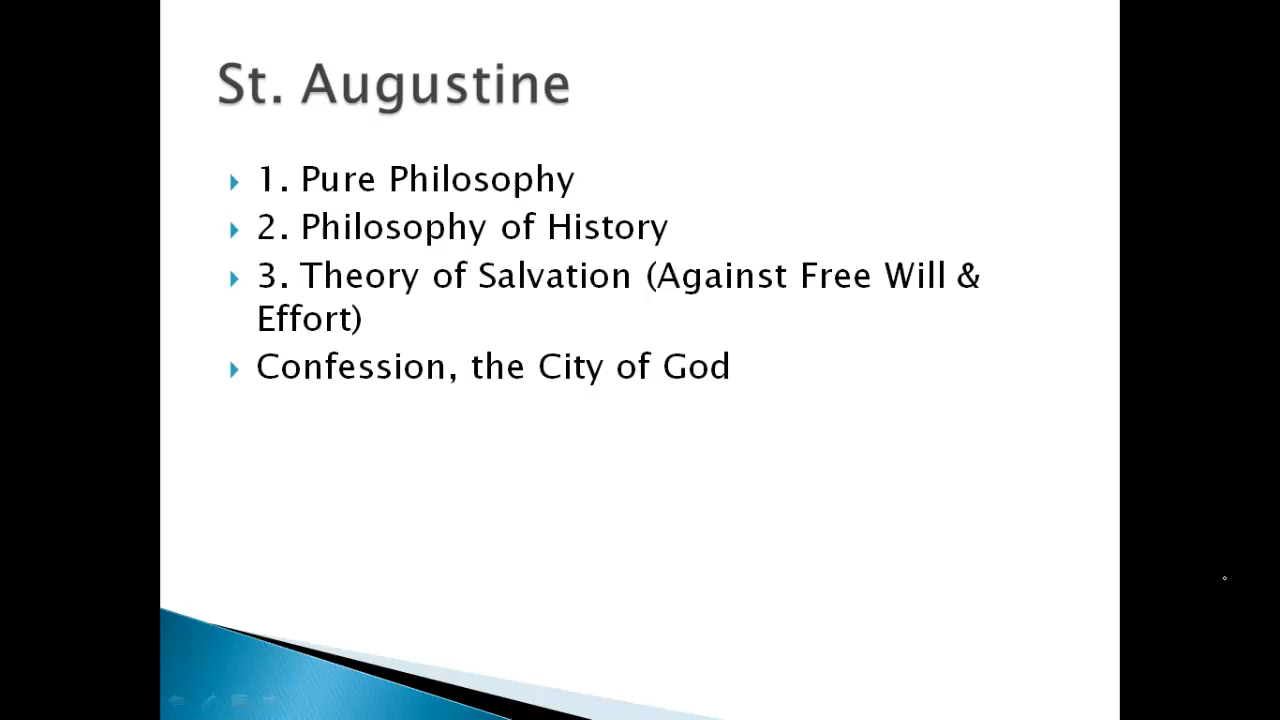 St. Augustine
1. Pure Philosophy
2. Philosophy of History
3. Theory of Salvation (Against Free Will &
Effort)
Confession, the City of God